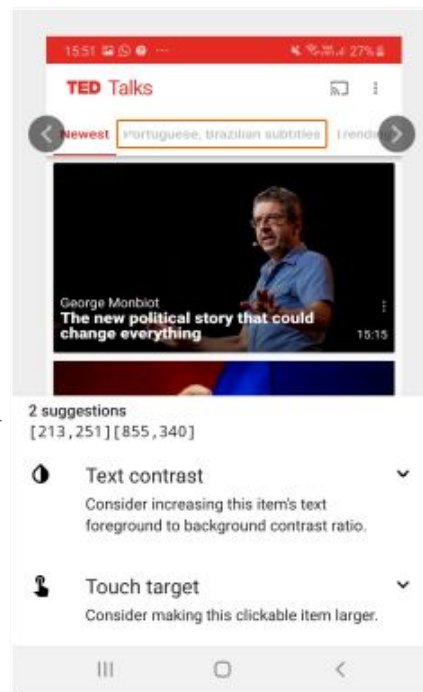 15:51
27%
TED Talks
Newest
Portuguese, Brazilian subtitles
Trending
George Monbiot
The new political story that could
change everything
15:15
2 suggestions
[213,251][855,340]
Text contrast
Consider increasing this item's text
foreground to background contrast ratio.
Touch target
Consider making this clickable item larger.